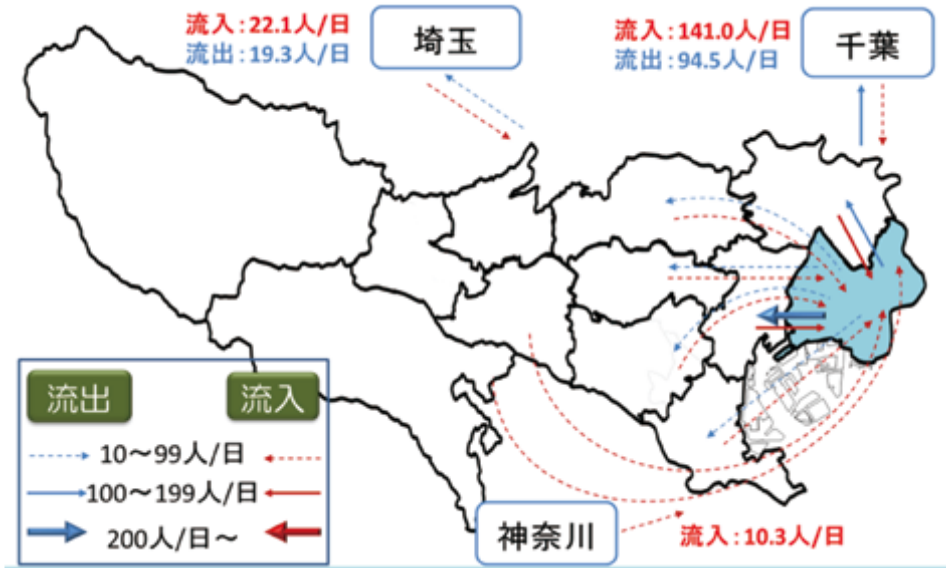 流入：22.1人/日
流出：19.3人/日
埼玉
流入：141.0人/日
流出：94.5人/日
千葉
流出
流入
10～99人/日
100～199人/日
200人/日～
神奈川
流入：10.3人/日